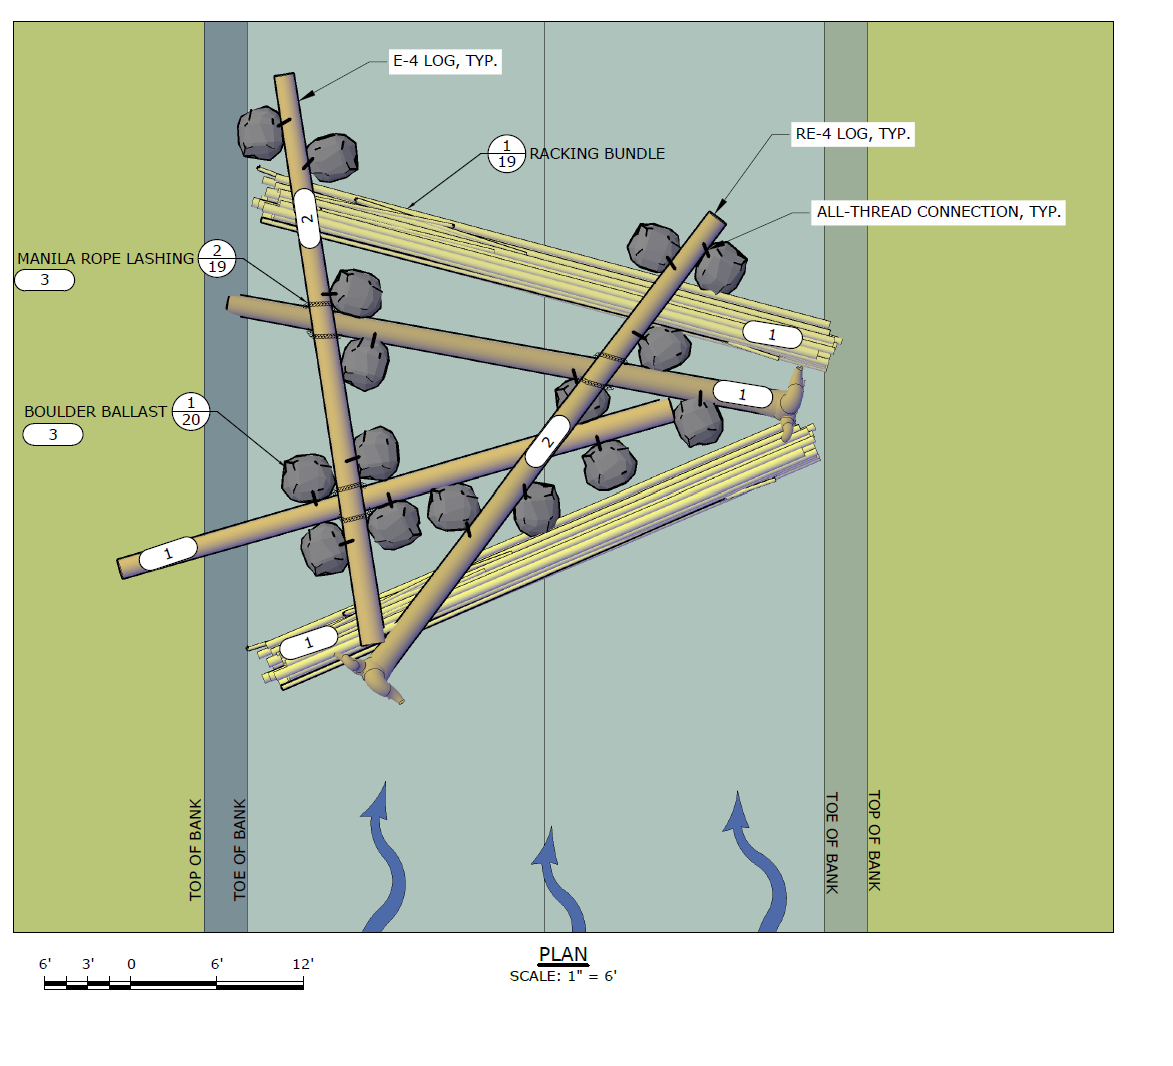 E-4 LOG, TYP.
RE-4 LOG, TYP.
1
19
RACKING BUNDLE
ALL-THREAD CONNECTION, TYP.
2
MANILA ROPE LASHING
2
19
3
1
1
BOULDER BALLAST
1
20
3
2
1
1
TOP OF BANK
TOE OF BANK
TOE OF BANK
TOP OF BANK
6' 3' 0 6' 12'
PLAN
SCALE: 1" = 6'